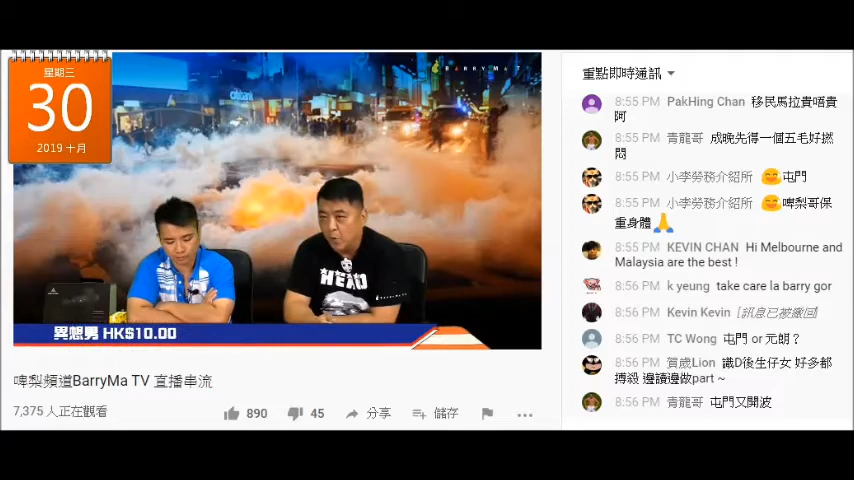 星期三
30
2019 十月
BARRYMA T
citibank
HEAD
異想男 HK$10.00
啤梨頻道BarryMa TV 直播串流
7,375 人正在觀看
890
45
分享
儲存
重點即時通訊
8:55 PM PakHing Chan 移民馬拉貴唔貴
阿
8:55 PM 青龍哥 成晚先得一個五毛好撚
悶
8:55 PM 小李勞務介紹所 😊屯門
8:55 PM 小李勞務介紹所 😊啤梨哥保
重身體🙏
8:55 PM KEVIN CHAN Hi Melbourne and
Malaysia are the best !
8:56 PM k yeung take care la barry gor
8:56 PM Kevin Kevin [訊息已被撤回]
8:56 PM TC Wong 屯門 or 元朗？
8:56 PM 賀歲Lion 識D後生仔女 好多都
搏殺 邊讀邊做part ~
8:56 PM 青龍哥 屯門又開波